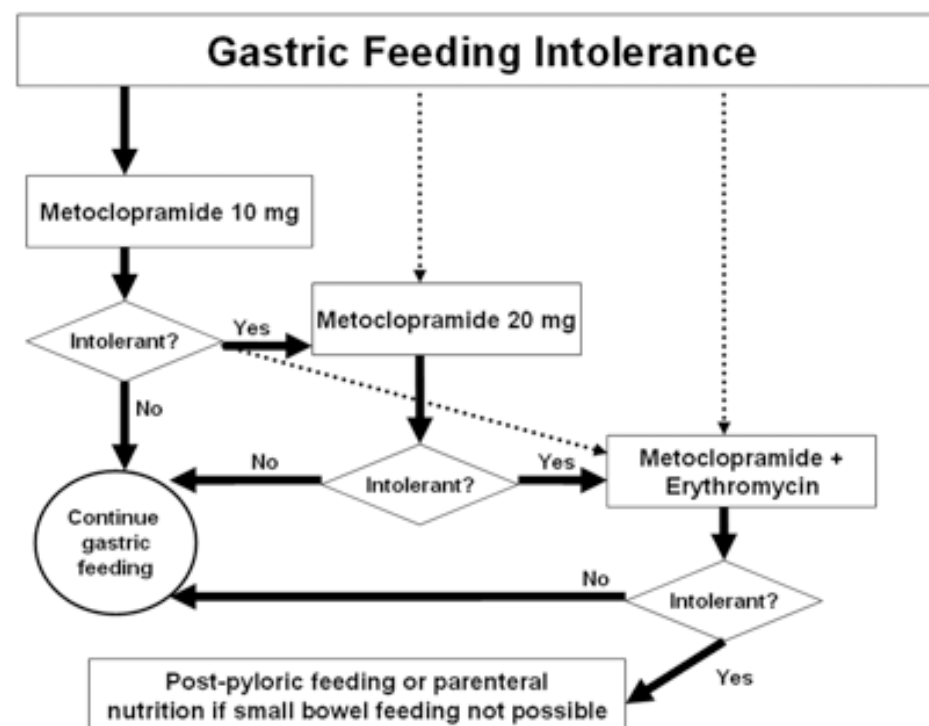 Gastric Feeding Intolerance
Metoclopramide 10 mg
Intolerant?
Yes
Metoclopramide 20 mg
No
Intolerant?
No
Yes
Metoclopramide +
Erythromycin
Continue
gastric
feeding
No
Intolerant?
Yes
Post-pyloric feeding or parenteral
nutrition if small bowel feeding not possible